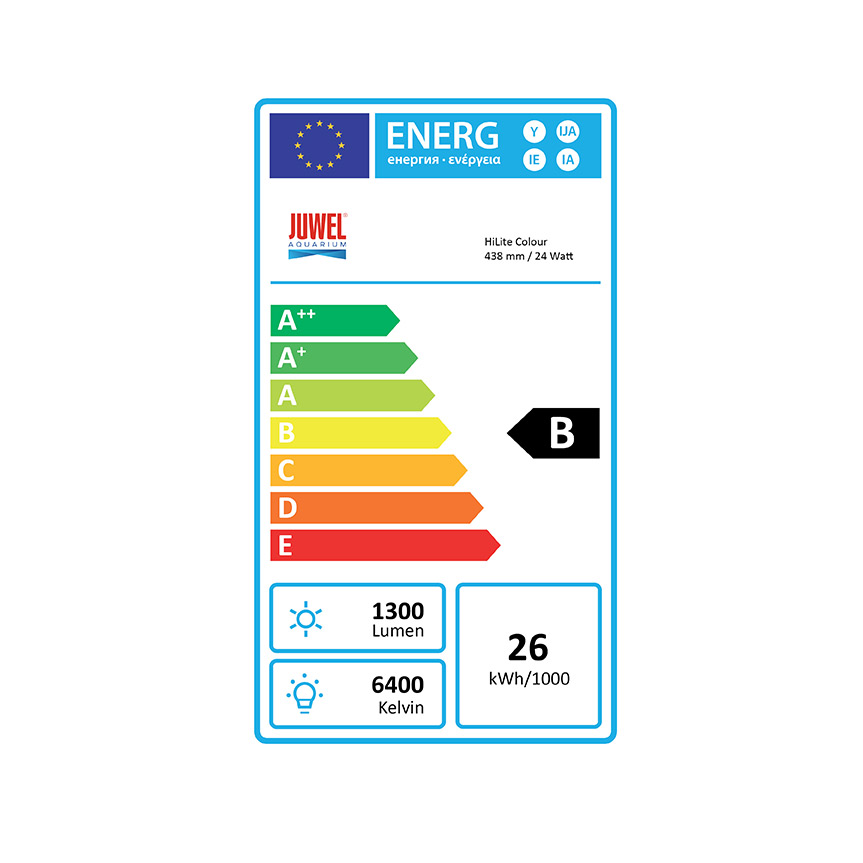 ENERG
енергия · ενέργεια
Y IJA
IE IA
JUWEL®
AQUARIUM
HiLite Colour
438 mm / 24 Watt
A++
A+
A
B
B
C
D
E
1300
Lumen
6400
Kelvin
26
kWh/1000